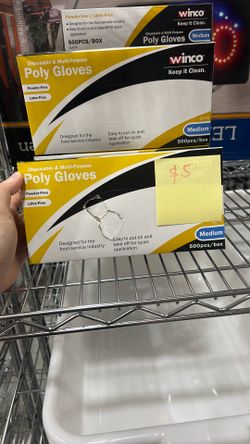 Powder-free | Latex-Free
Designed for the food service industry
Easy to put on and take off for quick
application
500PCS/BOX
winco
Keep it Clean.
Disposable & Multi-Purpose
Poly Gloves
Medium
Disposable & Multi-Purpose
Poly Gloves
winco
Keep it Clean.
Powder-Free
Latex-Free
Designed for the
food service industry
Easy to put on and
take off for quick
application
Medium
500pcs/box
Disposable & Multi-Purpose
Poly Gloves
$5
Powder-Free
Latex-Free
Designed for the
food service industry
Easy to put on and
take off for quick
application
Medium
500pcs/box
LE